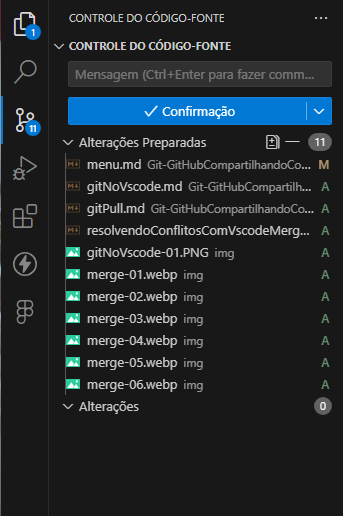 CONTROLE DO CÓDIGO-FONTE
1
CONTROLE DO CÓDIGO-FONTE
Mensagem (Ctrl+Enter para fazer comm...
Confirmação
11
Alterações Preparadas 11
menu.md Git-GitHubCompartilhandoCo... M
gitNoVscode.md Git-GitHubCompartilh... A
gitPull.md Git-GitHubCompartilhandoCo... A
resolvendoConflitosComVscodeMerg... A
gitNoVscode-01.PNG img A
merge-01.webp img A
merge-02.webp img A
merge-03.webp img A
merge-04.webp img A
merge-05.webp img A
merge-06.webp img A
Alterações 0